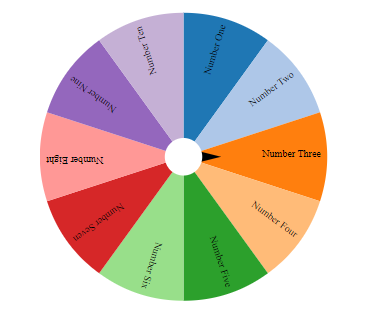 Number One
Number Two
Number Three
Number Four
Number Five
Number Six
Number Seven
Number Eight
Number Nine
Number Ten